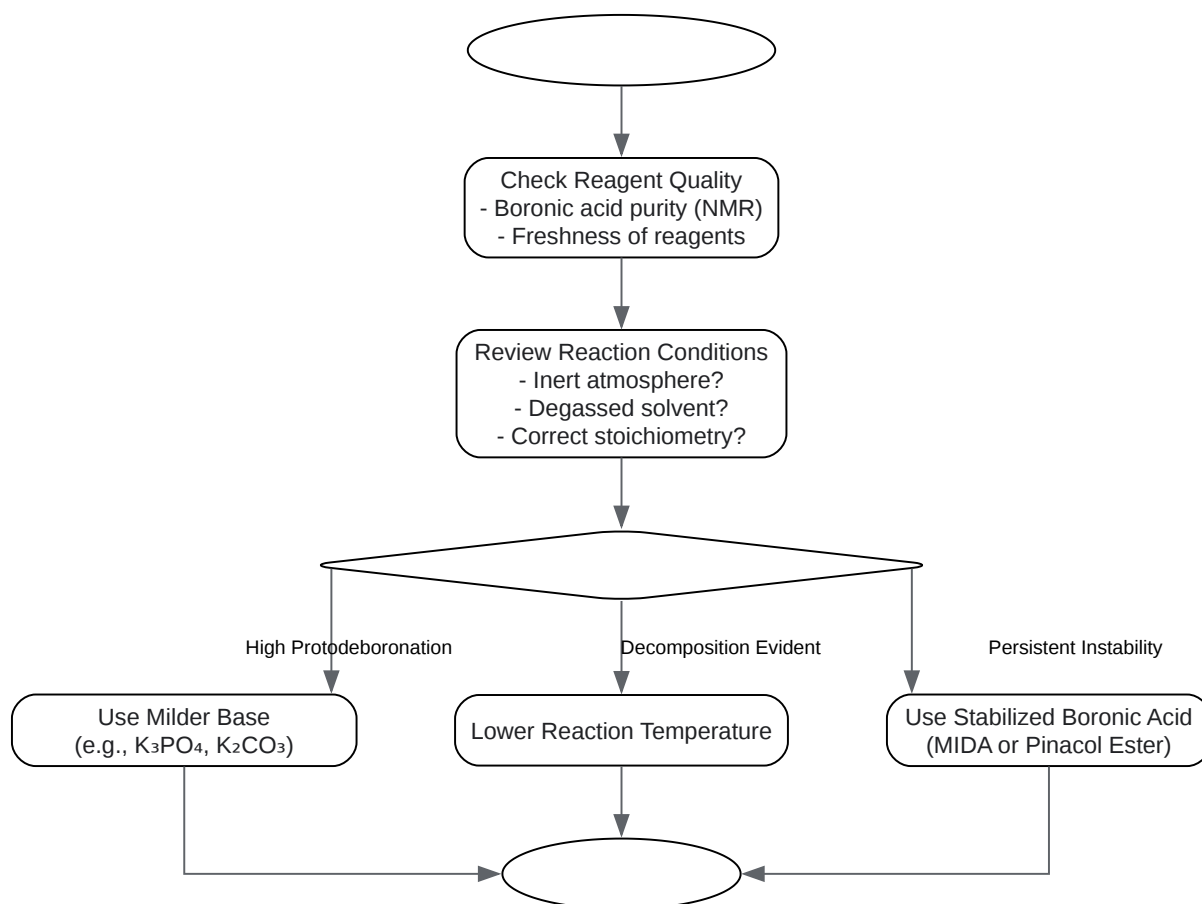 Check Reagent Quality
- Boronic acid purity (NMR)
- Freshness of reagents
Review Reaction Conditions
- Inert atmosphere?
- Degassed solvent?
- Correct stoichiometry?
High Protodeboronation
Decomposition Evident
Persistent Instability
Use Milder Base
(e.g., K₃PO₄, K₂CO₃)
Lower Reaction Temperature
Use Stabilized Boronic Acid
(MIDA or Pinacol Ester)